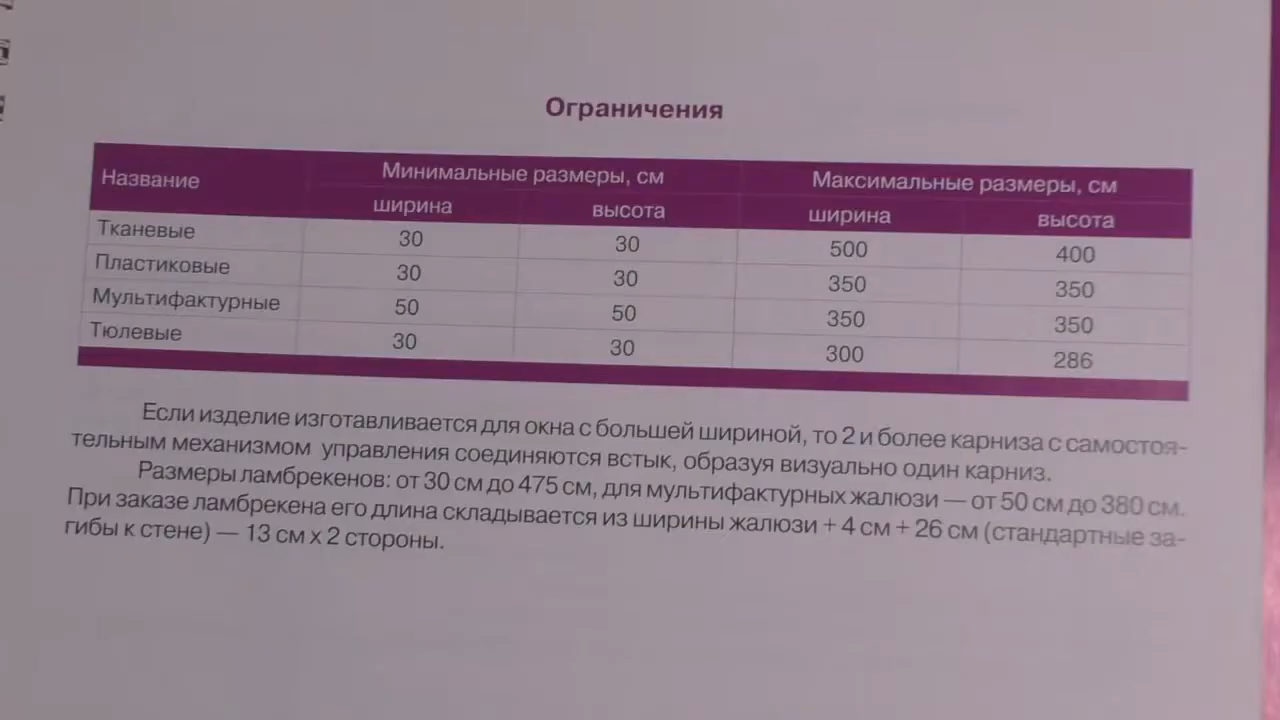 Ограничения
Название Минимальные размеры, см Максимальные размеры, см
ширина высота ширина высота
Тканевые 30 30 500 400
Пластиковые 30 30 350 350
Мультифактурные 50 50 350 350
Тюлевые 30 30 300 286
Если изделие изготавливается для окна с большей шириной, то 2 и более карниза с самостоя-
тельным механизмом управления соединяются встык, образуя визуально один карниз.
Размеры ламбрекенов: от 30 см до 475 см, для мультифактурных жалюзи — от 50 см до 380 см.
При заказе ламбрекена его длина складывается из ширины жалюзи + 4 см + 26 см (стандартные за-
гибы к стене) — 13 см х 2 стороны.